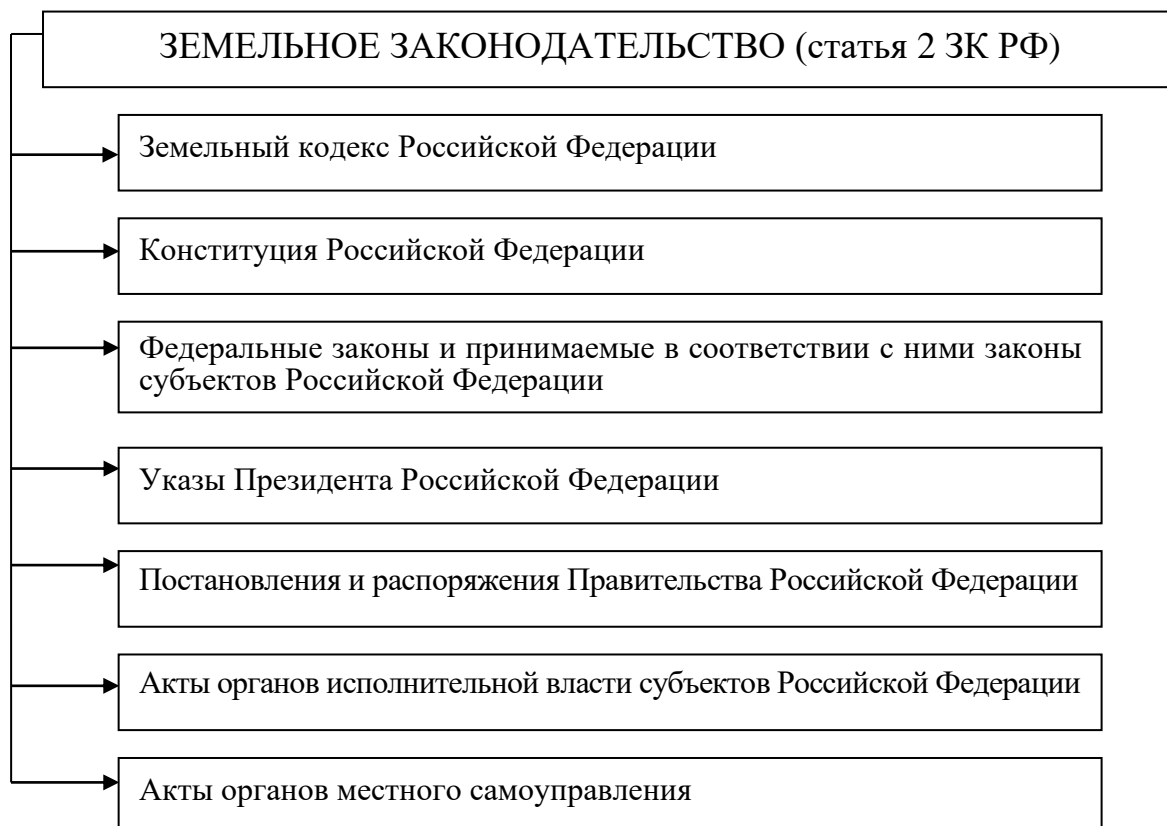 ЗЕМЕЛЬНОЕ ЗАКОНОДАТЕЛЬСТВО (статья 2 ЗК РФ)
Земельный кодекс Российской Федерации
Конституция Российской Федерации
Федеральные законы и принимаемые в соответствии с ними законы
субъектов Российской Федерации
Указы Президента Российской Федерации
Постановления и распоряжения Правительства Российской Федерации
Акты органов исполнительной власти субъектов Российской Федерации
Акты органов местного самоуправления